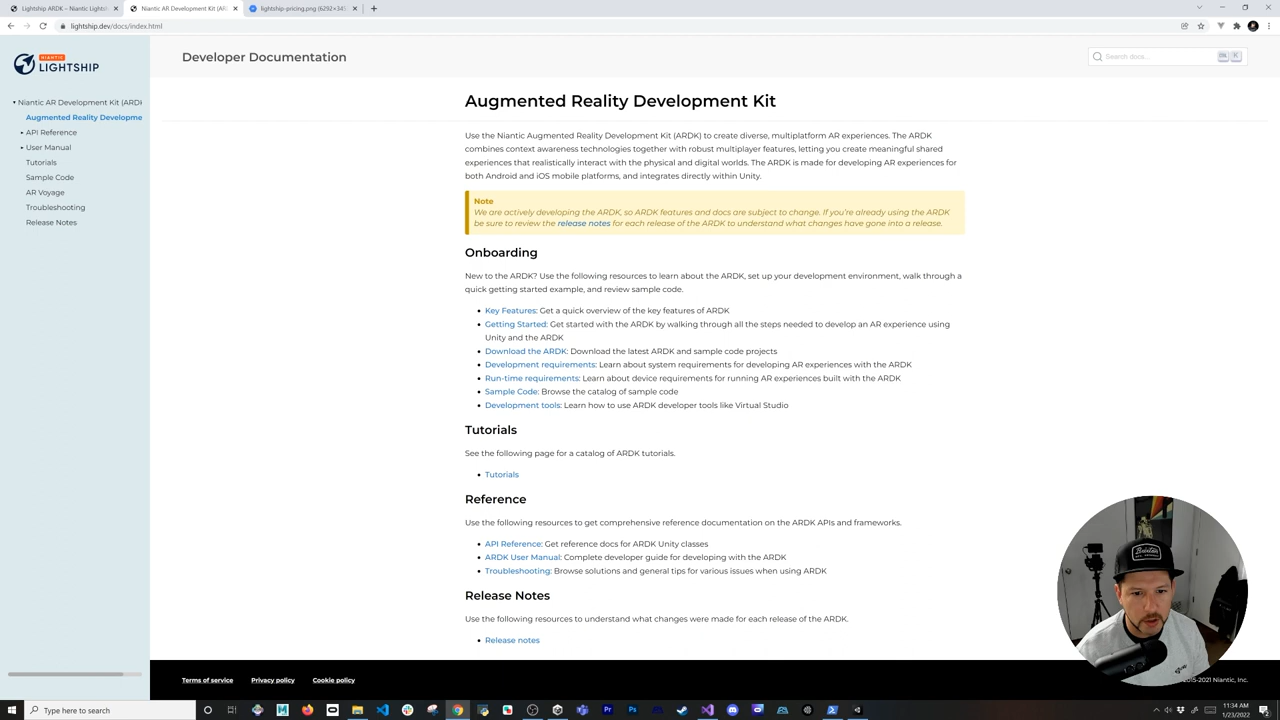 Lightship ARDK – Niantic Lightsh
Niantic AR Development Kit (AR
lightship-pricing.png (6292×345
lightship.dev/docs/index.html
NIANTIC
LIGHTSHIP
Developer Documentation
Search docs...
K
Niantic AR Development Kit (ARDK
Augmented Reality Developme
API Reference
User Manual
Tutorials
Sample Code
AR Voyage
Troubleshooting
Release Notes
Augmented Reality Development Kit
Use the Niantic Augmented Reality Development Kit (ARDK) to create diverse, multiplatform AR experiences. The ARDK
combines context awareness technologies together with robust multiplayer features, letting you create meaningful shared
experiences that realistically interact with the physical and digital worlds. The ARDK is made for developing AR experiences for
both Android and iOS mobile platforms, and integrates directly within Unity.
Note
We are actively developing the ARDK, so ARDK features and docs are subject to change. If you're already using the ARDK
be sure to review the release notes for each release of the ARDK to understand what changes have gone into a release.
Onboarding
New to the ARDK? Use the following resources to learn about the ARDK, set up your development environment, walk through a
quick getting started example, and review sample code.
Key Features: Get a quick overview of the key features of ARDK
Getting Started: Get started with the ARDK by walking through all the steps needed to develop an AR experience using
Unity and the ARDK
Download the ARDK: Download the latest ARDK and sample code projects
Development requirements: Learn about system requirements for developing AR experiences with the ARDK
Run-time requirements: Learn about device requirements for running AR experiences built with the ARDK
Sample Code: Browse the catalog of sample code
Development tools: Learn how to use ARDK developer tools like Virtual Studio
Tutorials
See the following page for a catalog of ARDK tutorials.
Tutorials
Reference
Use the following resources to get comprehensive reference documentation on the ARDK APIs and frameworks.
API Reference: Get reference docs for ARDK Unity classes
ARDK User Manual: Complete developer guide for developing with the ARDK
Troubleshooting: Browse solutions and general tips for various issues when using ARDK
Release Notes
Use the following resources to understand what changes were made for each release of the ARDK.
Release notes
Terms of service
Privacy policy
Cookie policy
2015-2021 Niantic, Inc.
Type here to search
11:34 AM
1/23/2022